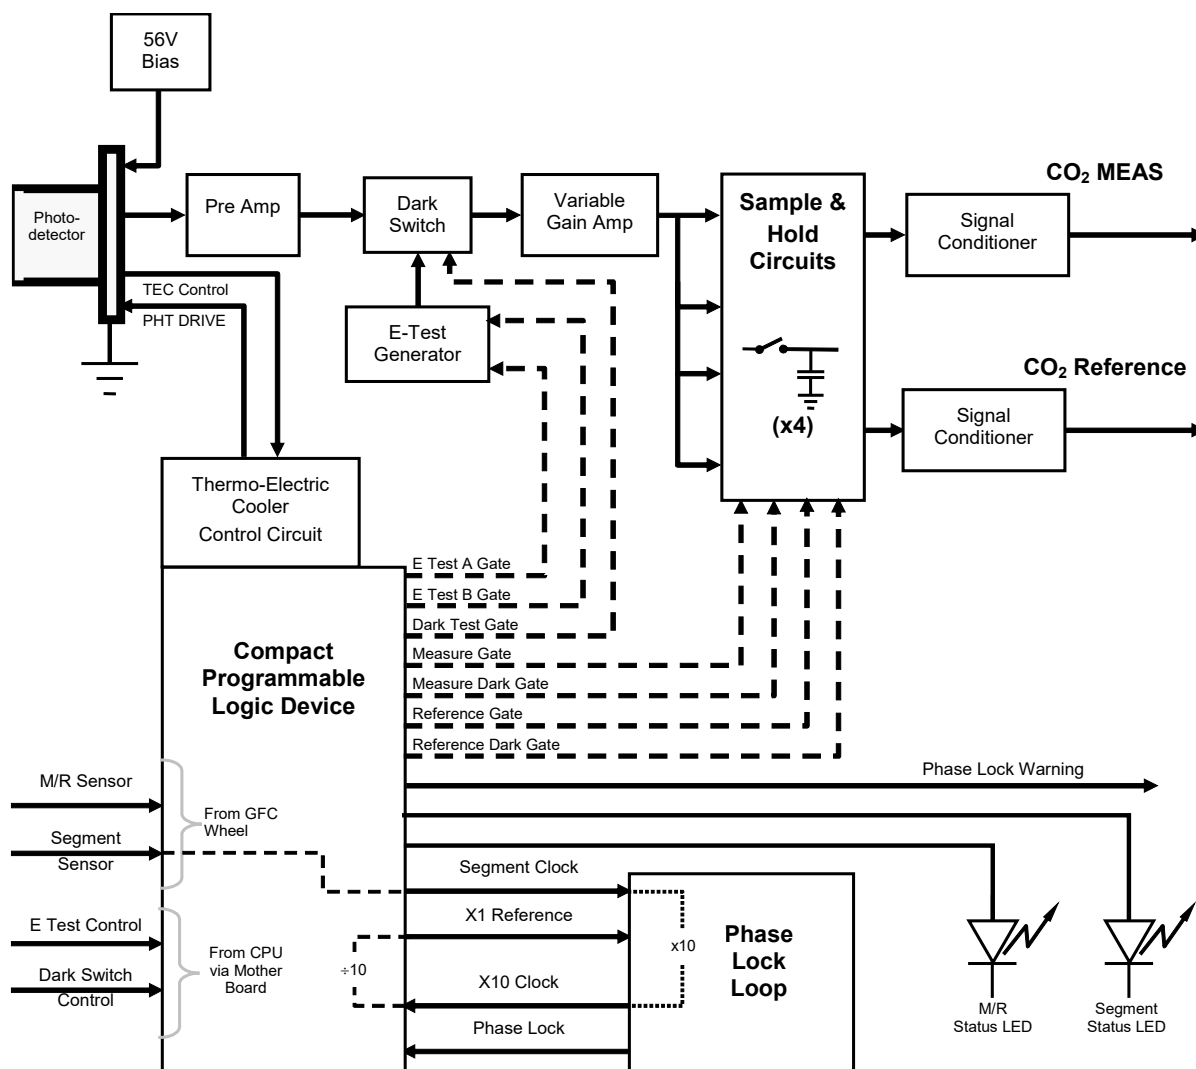 56V
Bias
Photo-
detector
Pre Amp
Dark
Switch
Variable
Gain Amp
Sample &
Hold
Circuits
(x4)
CO₂ MEAS
Signal
Conditioner
CO₂ Reference
Signal
Conditioner
TEC Control
PHT DRIVE
E-Test
Generator
Thermo-Electric
Cooler
Control Circuit
E Test A Gate
E Test B Gate
Dark Test Gate
Measure Gate
Measure Dark Gate
Reference Gate
Reference Dark Gate
Compact
Programmable
Logic Device
M/R Sensor
Segment
Sensor
From GFC
Wheel
E Test Control
Dark Switch
Control
From CPU
via Mother
Board
Phase Lock Warning
Segment Clock
X1 Reference
÷10
X10 Clock
Phase Lock
x10
Phase
Lock
Loop
M/R
Status LED
Segment
Status LED